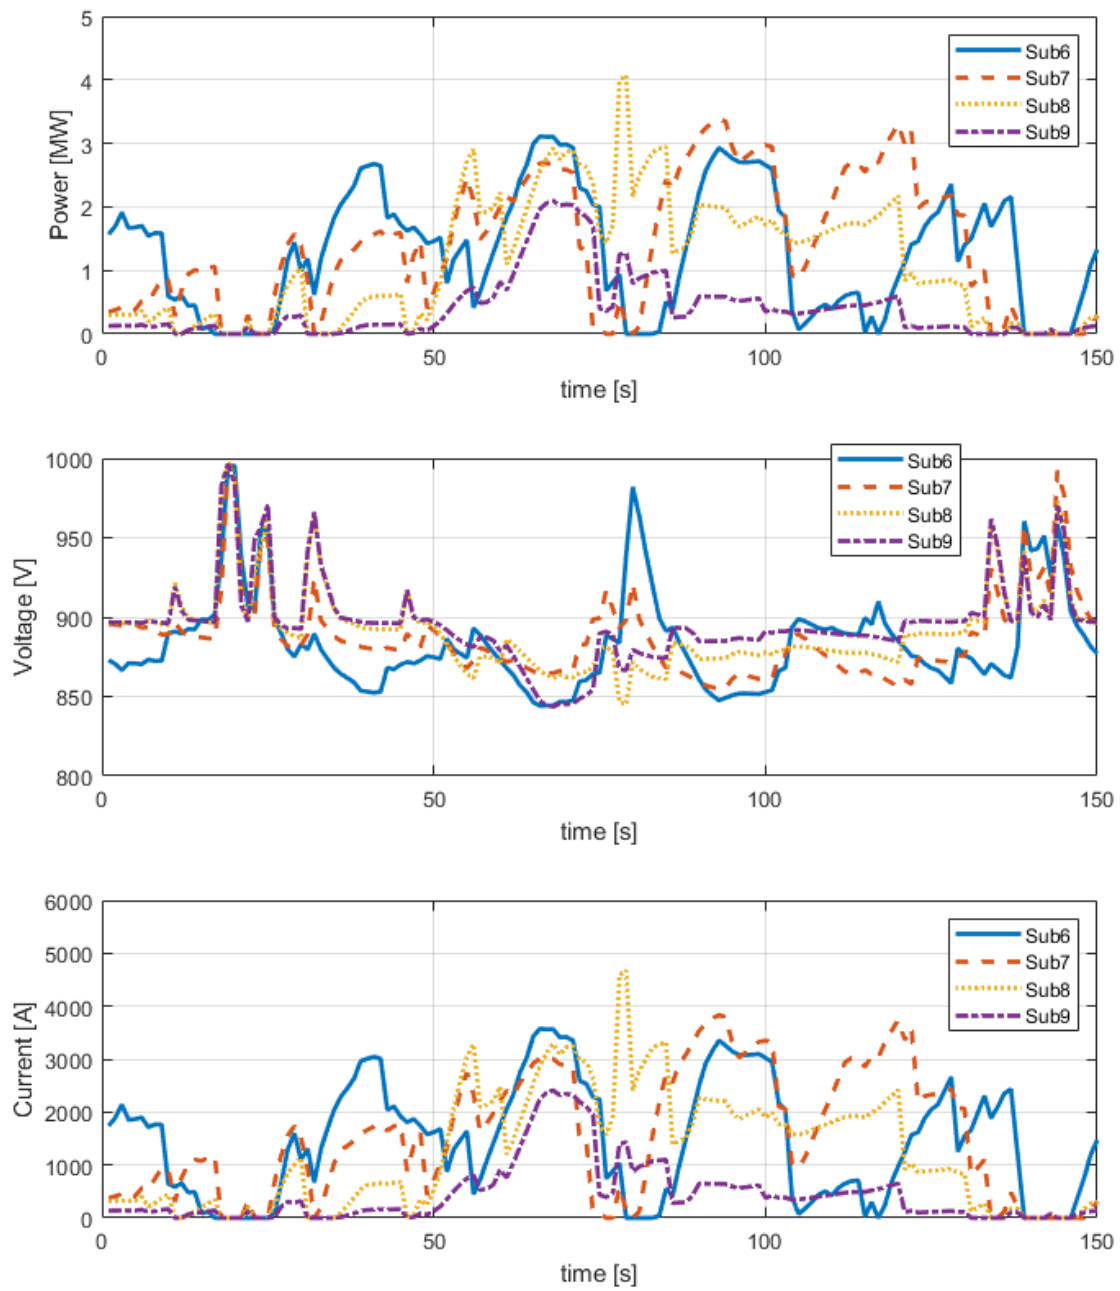 5
4
3
2
1
0
Power [MW]
Sub6
Sub7
Sub8
Sub9
0 50 100 150
time [s]
1000
950
900
850
800
Voltage [V]
Sub6
Sub7
Sub8
Sub9
0 50 100 150
time [s]
6000
5000
4000
3000
2000
1000
0
Current [A]
Sub6
Sub7
Sub8
Sub9
0 50 100 150
time [s]